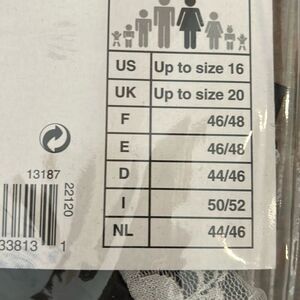 US Up to size 16
UK Up to size 20
F 46/48
E 46/48
D 44/46
I 50/52
NL 44/46
13187
22120
33813 1